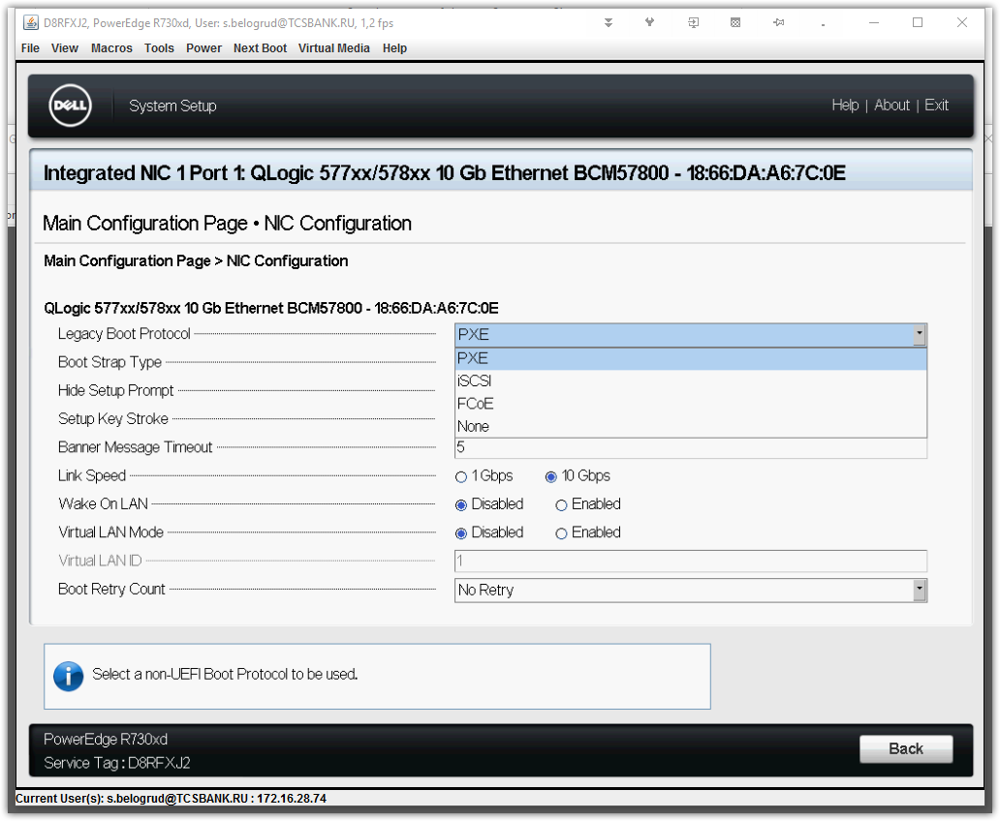 D8RFXJ2, PowerEdge R730xd, User: s.belogrud@TCSBANK.RU, 1,2 fps
File View Macros Tools Power Next Boot Virtual Media Help
DELL System Setup Help | About | Exit
Integrated NIC 1 Port 1: QLogic 577xx/578xx 10 Gb Ethernet BCM57800 - 18:66:DA:A6:7C:0E
Main Configuration Page • NIC Configuration
Main Configuration Page > NIC Configuration
QLogic 577xx/578xx 10 Gb Ethernet BCM57800 - 18:66:DA:A6:7C:0E
Legacy Boot Protocol PXE
Boot Strap Type PXE
Hide Setup Prompt iSCSI
FCoE
Setup Key Stroke None
Banner Message Timeout 5
Link Speed 1 Gbps 10 Gbps
Wake On LAN Disabled Enabled
Virtual LAN Mode Disabled Enabled
Virtual LAN ID 1
Boot Retry Count No Retry
Select a non-UEFI Boot Protocol to be used.
PowerEdge R730xd
Service Tag : D8RFXJ2 Back
Current User(s): s.belogrud@TCSBANK.RU : 172.16.28.74